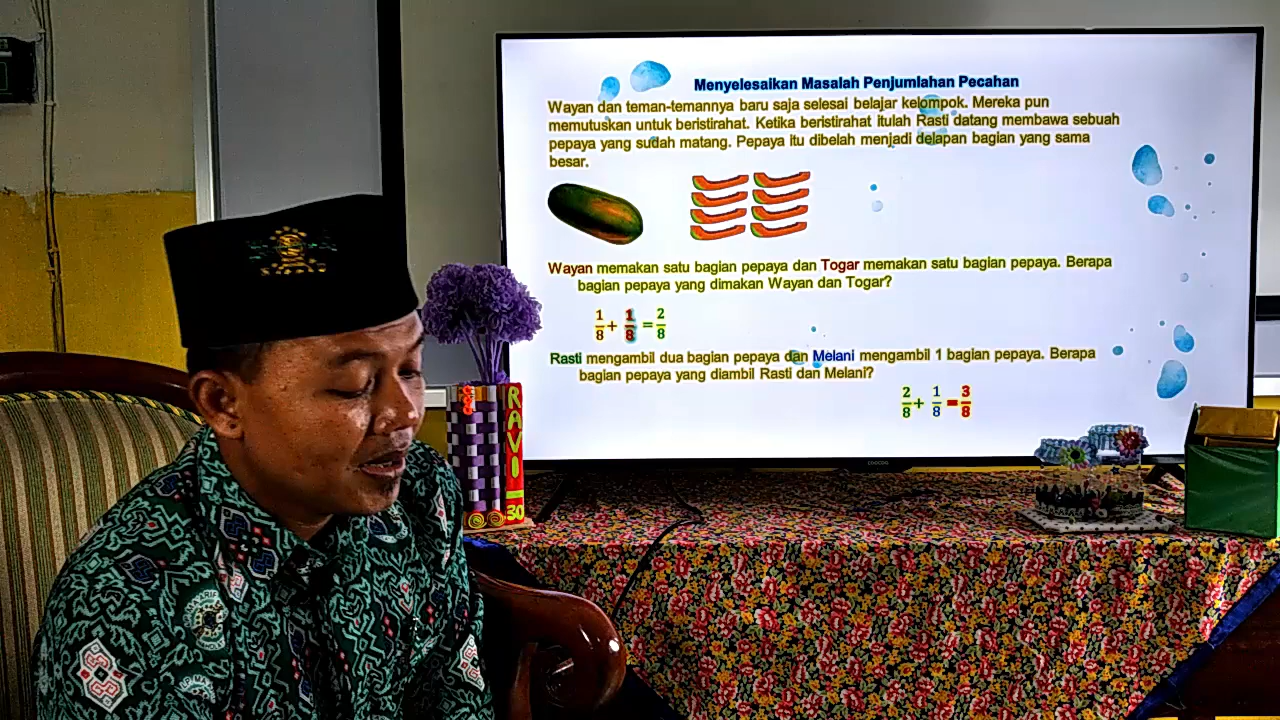 Menyelesaikan Masalah Penjumlahan Pecahan
Wayan dan teman-temannya baru saja selesai belajar kelompok. Mereka pun
memutuskan untuk beristirahat. Ketika beristirahat itulah Rasti datang membawa sebuah
pepaya yang sudah matang. Pepaya itu dibelah menjadi delapan bagian yang sama
besar.
Wayan memakan satu bagian pepaya dan Togar memakan satu bagian pepaya. Berapa
bagian pepaya yang dimakan Wayan dan Togar?
1/8 + 1/8 = 2/8
Rasti mengambil dua bagian pepaya dan Melani mengambil 1 bagian pepaya. Berapa
bagian pepaya yang diambil Rasti dan Melani?
2/8 + 1/8 = 3/8
RAVI
30